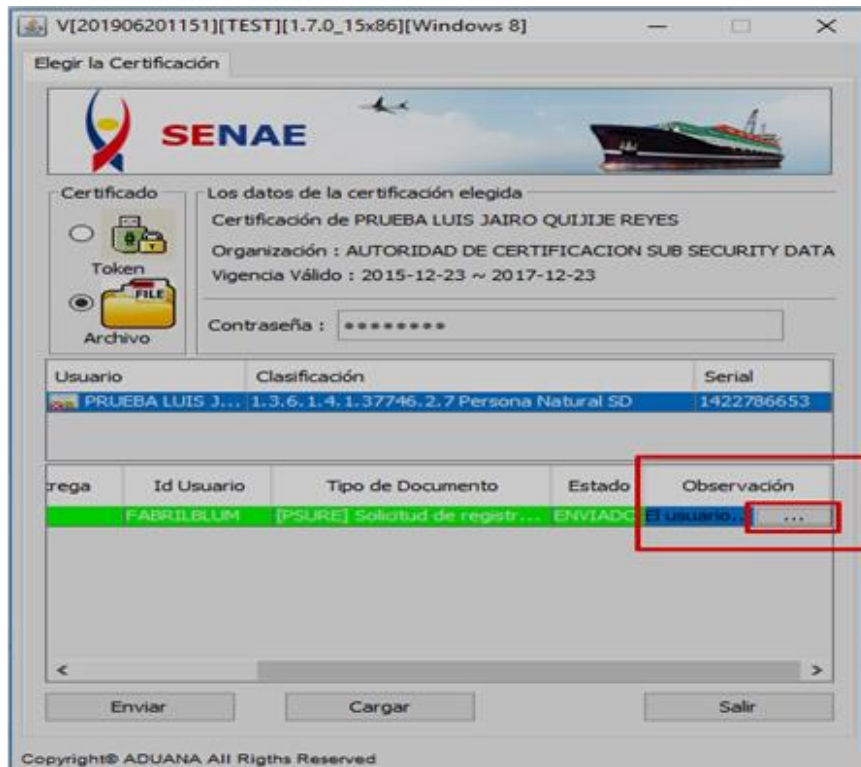 V[201906201151][TEST][1.7.0_15x86][Windows 8]
Elegir la Certificación
SENAE
Certificado
Token
FILE
Archivo
Los datos de la certificación elegida
Certificación de PRUEBA LUIS JAIRO QUIJIJE REYES
Organización : AUTORIDAD DE CERTIFICACION SUB SECURITY DATA
Vigencia Válido : 2015-12-23 ~ 2017-12-23
Contraseña :
Usuario Clasificación Serial
PRUEBA LUIS J... 1.3.6.1.4.1.37746.2.7 Persona Natural SD 1422786653
rega Id Usuario Tipo de Documento Estado Observación
FABRILBLUM [PSURE] Solicitud de registr... ENVIADO El usuario... ...
Enviar Cargar Salir
Copyright© ADUANA All Rigths Reserved